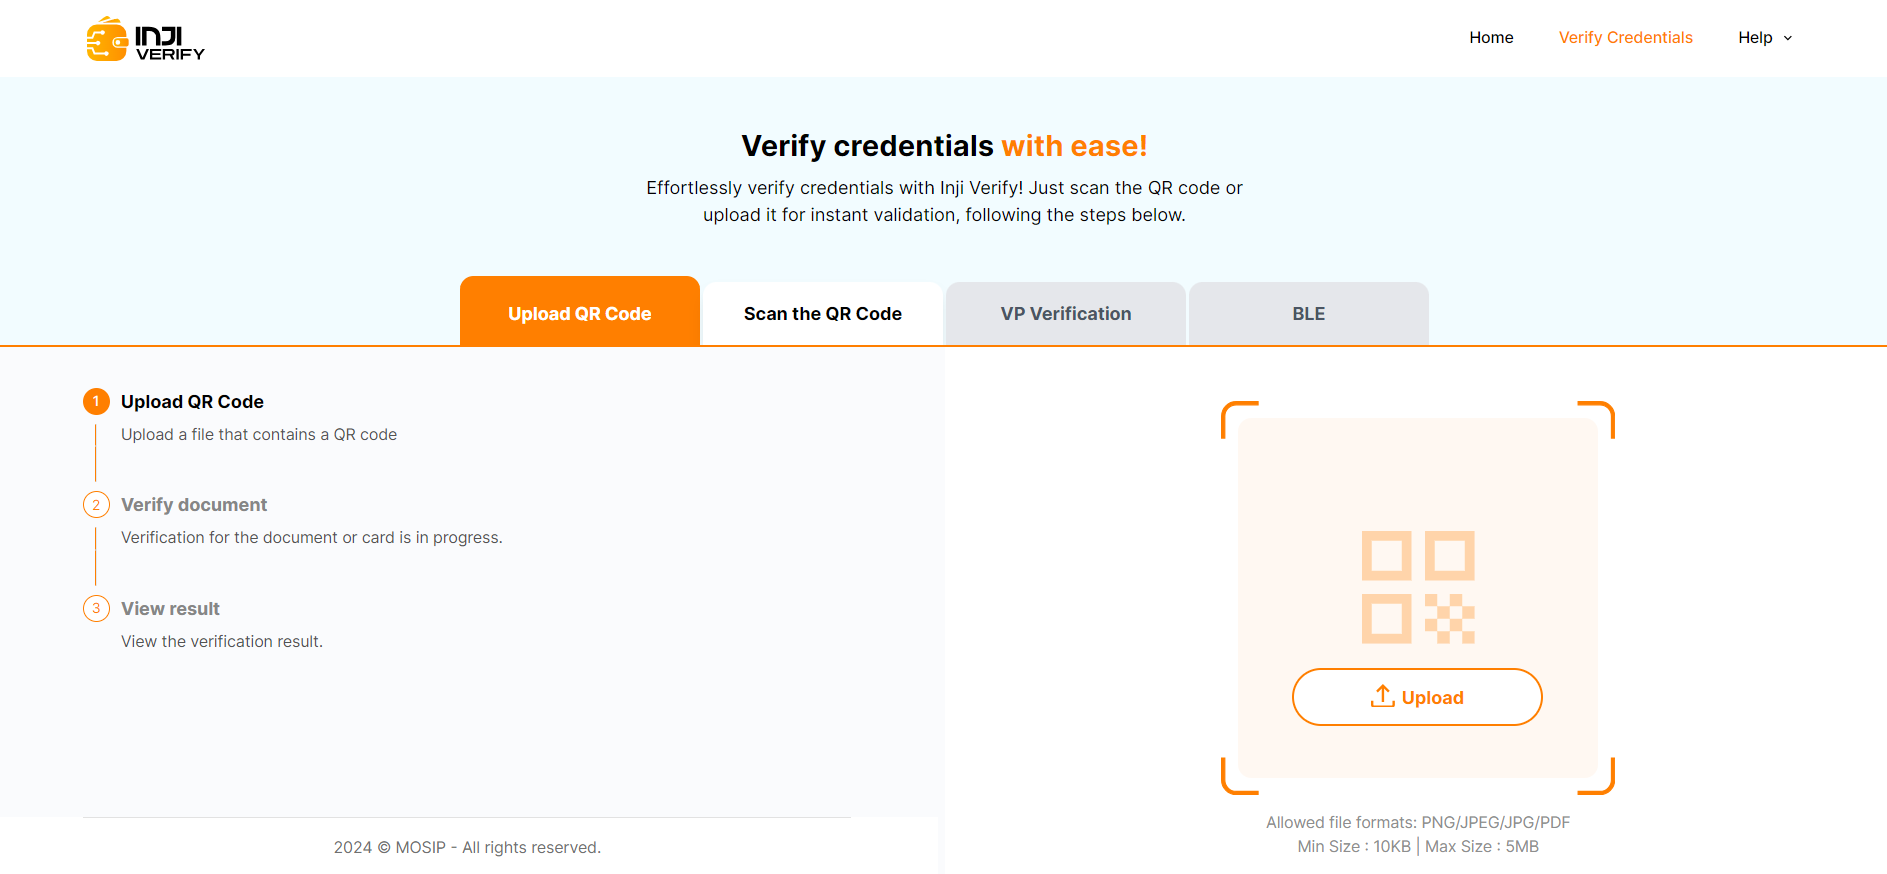 INJI
VERIFY
Home
Verify Credentials
Help
Verify credentials with ease!
Effortlessly verify credentials with Inji Verify! Just scan the QR code or
upload it for instant validation, following the steps below.
Upload QR Code
Scan the QR Code
VP Verification
BLE
1 Upload QR Code
Upload a file that contains a QR code
2 Verify document
Verification for the document or card is in progress.
3 View result
View the verification result.
Upload
Allowed file formats: PNG/JPEG/JPG/PDF
Min Size : 10KB | Max Size : 5MB
2024 © MOSIP - All rights reserved.